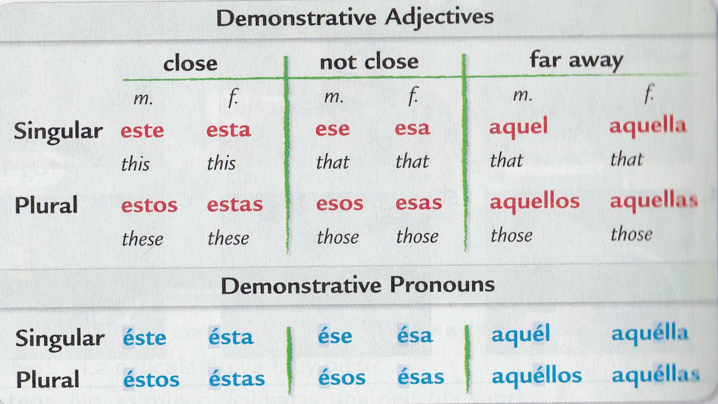 Demonstrative Adjectives
close not close far away
m. f. m. f. m. f.
Singular este esta ese esa aquel aquella
this this that that that that
Plural estos estas esos esas aquellos aquellas
these these those those those those
Demonstrative Pronouns
Singular éste ésta ése ésa aquél aquélla
Plural éstos éstas ésos ésas aquéllos aquéllas